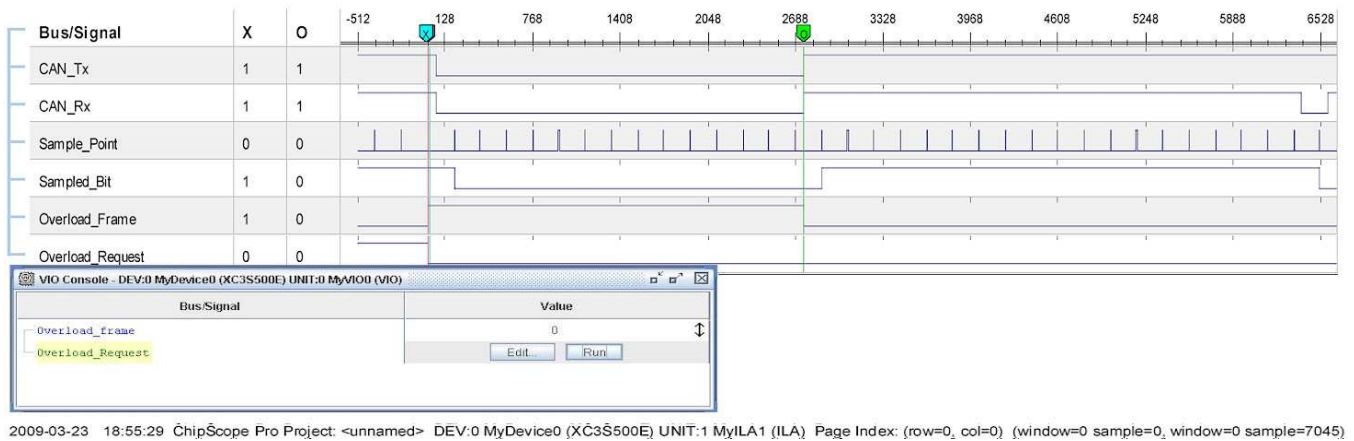 Bus/Signal X O -512 128 768 1408 2048 2688 3328 3968 4608 5248 5888 6528
X O
CAN_Tx 1 1
CAN_Rx 1 1
Sample_Point 0 0
Sampled_Bit 1 0
Overload_Frame 1 0
Overload_Request 0 0
VIO Console - DEV:0 MyDevice0 (XC3S500E) UNIT:0 MyVIO0 (VIO)
Bus/Signal Value
Overload_frame 0
Overload_Request Edit... Run
2009-03-23 18:55:29 ChipScope Pro Project: <unnamed> DEV:0 MyDevice0 (XC3S500E) UNIT:1 MyILA1 (ILA) Page Index: (row=0, col=0) (window=0 sample=0, window=0 sample=7045)